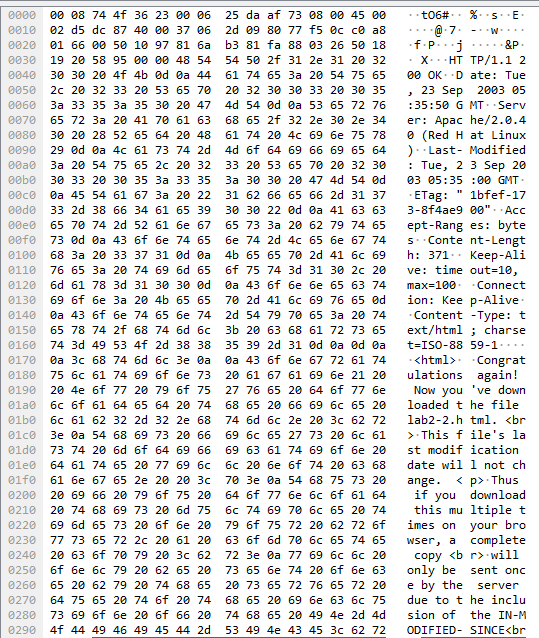 0000 00 08 74 4f 36 23 00 06 25 da af 73 08 00 45 00 ··tO6#·· %··s··E·
0010 02 d5 dc 87 40 00 37 06 2d 09 80 77 f5 0c c0 a8 ····@·7· -··w····
0020 01 66 00 50 10 97 81 6a b3 81 fa 88 03 26 50 18 ·f·P···j ·····&P·
0030 19 20 58 95 00 00 48 54 54 50 2f 31 2e 31 20 32 · X···HT TP/1.1 2
0040 30 30 20 4f 4b 0d 0a 44 61 74 65 3a 20 54 75 65 00 OK··D ate: Tue
0050 2c 20 32 33 20 53 65 70 20 32 30 30 33 20 30 35 , 23 Sep  2003 05
0060 3a 33 35 3a 35 30 20 47 4d 54 0d 0a 53 65 72 76 :35:50 G MT··Serv
0070 65 72 3a 20 41 70 61 63 68 65 2f 32 2e 30 2e 34 er: Apac he/2.0.4
0080 30 20 28 52 65 64 20 48 61 74 20 4c 69 6e 75 78 0 (Red H at Linux
0090 29 0d 0a 4c 61 73 74 2d 4d 6f 64 69 66 69 65 64 )··Last- Modified
00a0 3a 20 54 75 65 2c 20 32 33 20 53 65 70 20 32 30 : Tue, 2 3 Sep 20
00b0 30 33 20 30 35 3a 33 35 3a 30 30 20 47 4d 54 0d 03 05:35 :00 GMT·
00c0 0a 45 54 61 67 3a 20 22 31 62 66 65 66 2d 31 37 ·ETag: " 1bfef-17
00d0 33 2d 38 66 34 61 65 39 30 30 22 0d 0a 41 63 63 3-8f4ae9 00"··Acc
00e0 65 70 74 2d 52 61 6e 67 65 73 3a 20 62 79 74 65 ept-Rang es: byte
00f0 73 0d 0a 43 6f 6e 74 65 6e 74 2d 4c 65 6e 67 74 s··Conte nt-Lengt
0100 68 3a 20 33 37 31 0d 0a 4b 65 65 70 2d 41 6c 69 h: 371·· Keep-Ali
0110 76 65 3a 20 74 69 6d 65 6f 75 74 3d 31 30 2c 20 ve: time out=10,
0120 6d 61 78 3d 31 30 30 0d 0a 43 6f 6e 6e 65 63 74 max=100· ·Connect
0130 69 6f 6e 3a 20 4b 65 65 70 2d 41 6c 69 76 65 0d ion: Kee p-Alive·
0140 0a 43 6f 6e 74 65 6e 74 2d 54 79 70 65 3a 20 74 ·Content -Type: t
0150 65 78 74 2f 68 74 6d 6c 3b 20 63 68 61 72 73 65 ext/html ; charse
0160 74 3d 49 53 4f 2d 38 38 35 39 2d 31 0d 0a 0d 0a t=ISO-88 59-1····
0170 0a 3c 68 74 6d 6c 3e 0a 0a 43 6f 6e 67 72 61 74 ·<html>· ·Congrat
0180 75 6c 61 74 69 6f 6e 73 20 61 67 61 69 6e 21 20 ulations  again!
0190 20 4e 6f 77 20 79 6f 75 27 76 65 20 64 6f 77 6e  Now you 've down
01a0 6c 6f 61 64 65 64 20 74 68 65 20 66 69 6c 65 20 loaded t he file
01b0 6c 61 62 32 2d 32 2e 68 74 6d 6c 2e 20 3c 62 72 lab2-2.h tml. <br
01c0 3e 0a 54 68 69 73 20 66 69 6c 65 27 73 20 6c 61 >·This f ile's la
01d0 73 74 20 6d 6f 64 69 66 69 63 61 74 69 6f 6e 20 st modif ication
01e0 64 61 74 65 20 77 69 6c 6c 20 6e 6f 74 20 63 68 date wil l not ch
01f0 61 6e 67 65 2e 20 20 3c 70 3e 0a 54 68 75 73 20 ange.  < p>·Thus
0200 20 69 66 20 79 6f 75 20 64 6f 77 6e 6c 6f 61 64  if you  download
0210 20 74 68 69 73 20 6d 75 6c 74 69 70 6c 65 20 74  this mu ltiple t
0220 69 6d 65 73 20 6f 6e 20 79 6f 75 72 20 62 72 6f imes on  your bro
0230 77 73 65 72 2c 20 61 20 63 6f 6d 70 6c 65 74 65 wser, a  complete
0240 20 63 6f 70 79 20 3c 62 72 3e 0a 77 69 6c 6c 20  copy <b r>·will
0250 6f 6e 6c 79 20 62 65 20 73 65 6e 74 20 6f 6e 63 only be  sent onc
0260 65 20 62 79 20 74 68 65 20 73 65 72 76 65 72 20 e by the  server
0270 64 75 65 20 74 6f 20 74 68 65 20 69 6e 63 6c 75 due to t he inclu
0280 73 69 6f 6e 20 6f 66 20 74 68 65 20 49 4e 2d 4d sion of  the IN-M
0290 4f 44 49 46 49 45 44 2d 53 49 4e 43 45 3c 62 72 ODIFIED- SINCE<br